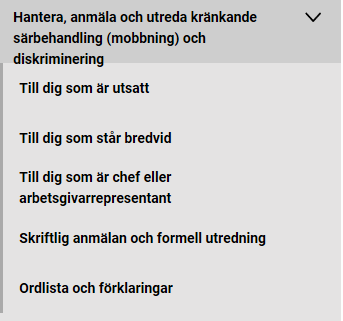 Hantera, anmäla och utreda kränkande
särbehandling (mobbning) och
diskriminering
Till dig som är utsatt
Till dig som står bredvid
Till dig som är chef eller
arbetsgivarrepresentant
Skriftlig anmälan och formell utredning
Ordlista och förklaringar